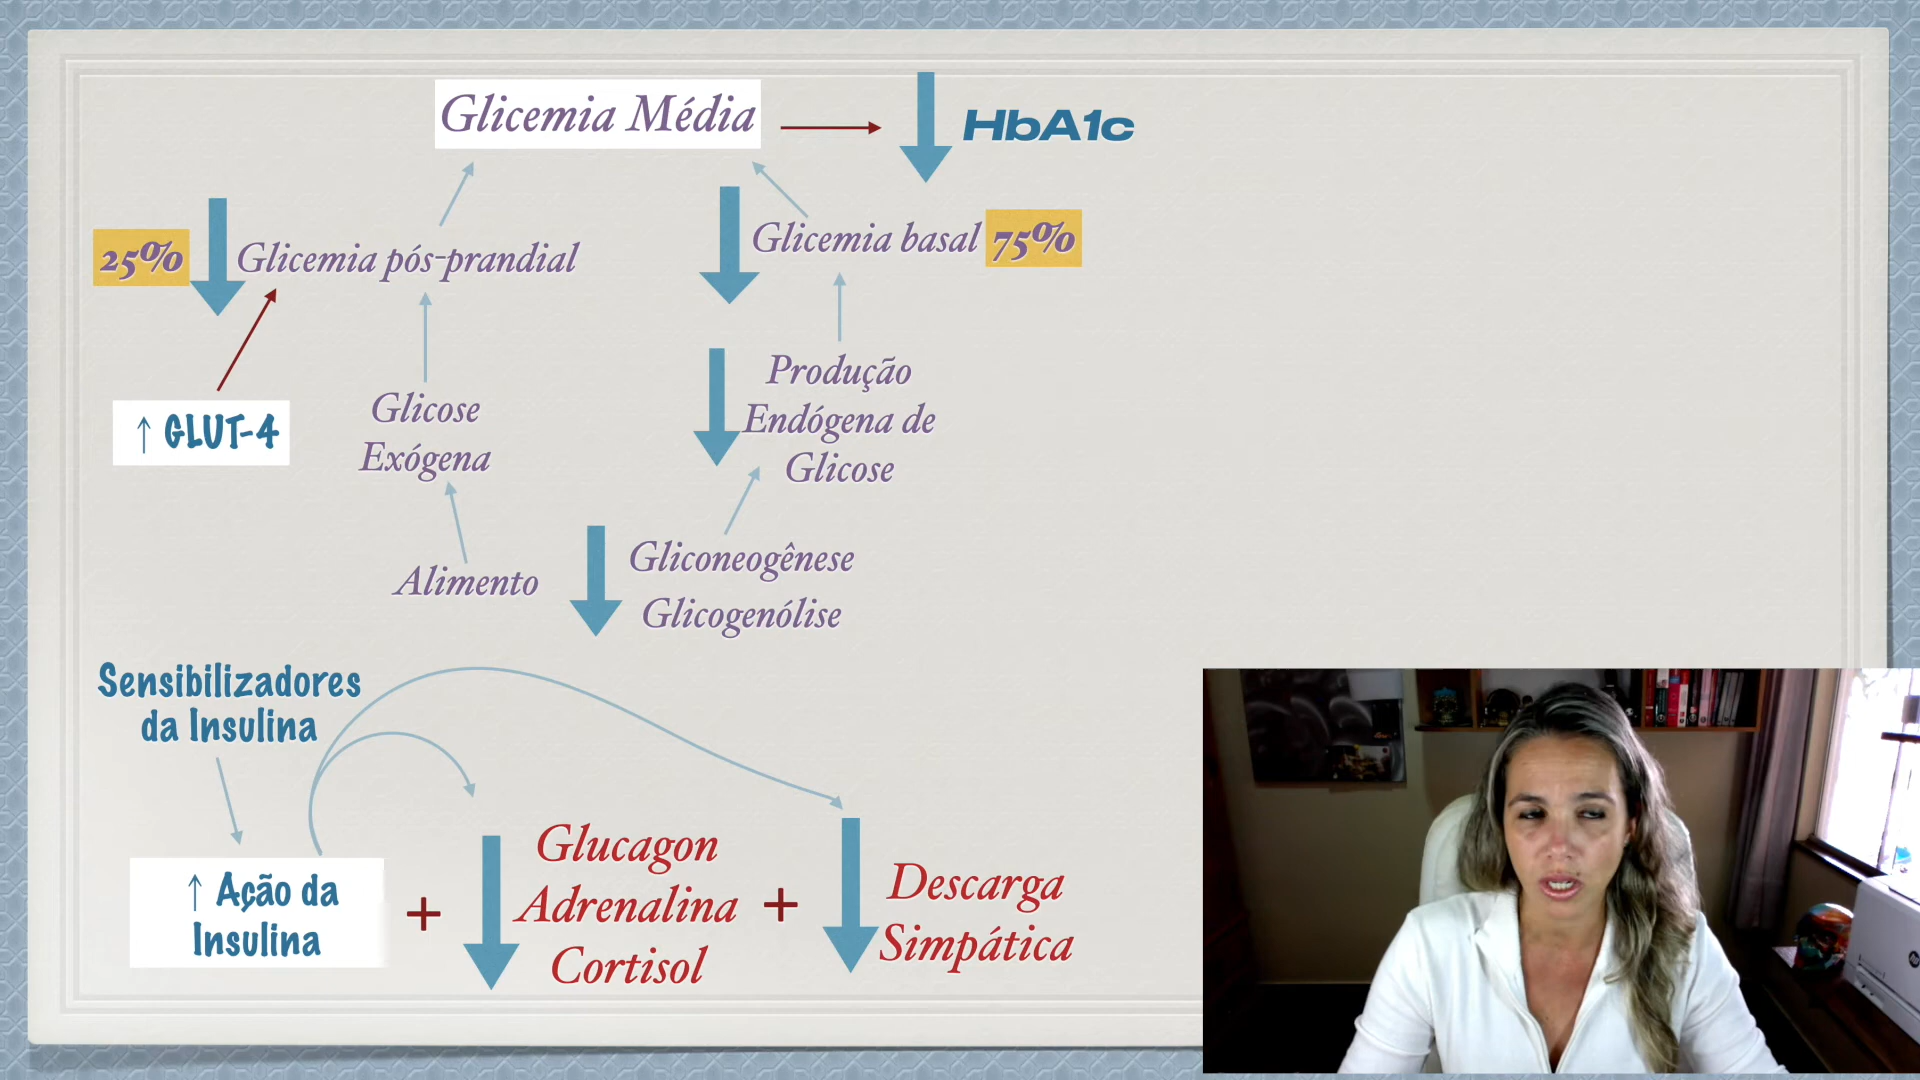 Glicemia Média
HbA1c
25%
Glicemia pós-prandial
Glicemia basal 75%
↑ GLUT-4
Glicose
Exógena
Produção
Endógena de
Glicose
Alimento
Gliconeogênese
Glicogenólise
Sensibilizadores
da Insulina
↑ Ação da
Insulina
+
Glucagon
Adrenalina
Cortisol
+
Descarga
Simpática